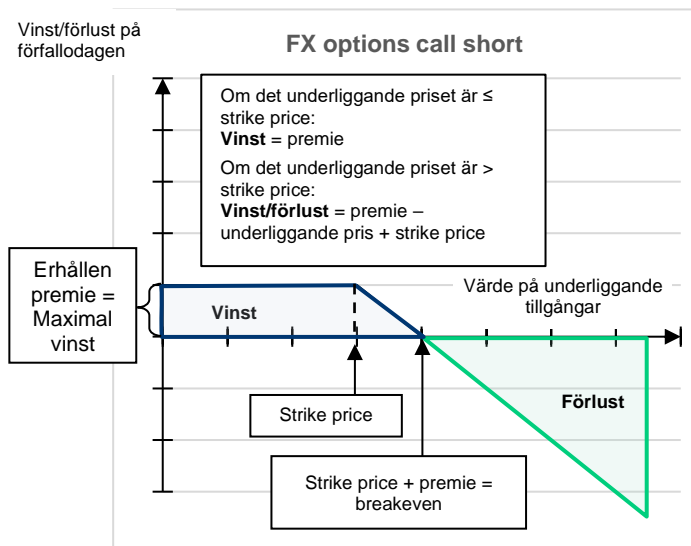 Vinst/förlust på
förfallodagen
FX options call short
Om det underliggande priset är ≤
strike price:
Vinst = premie
Om det underliggande priset är >
strike price:
Vinst/förlust = premie –
underliggande pris + strike price
Erhållen
premie =
Maximal
vinst
Vinst
Värde på underliggande
tillgångar
Strike price
Förlust
Strike price + premie =
breakeven